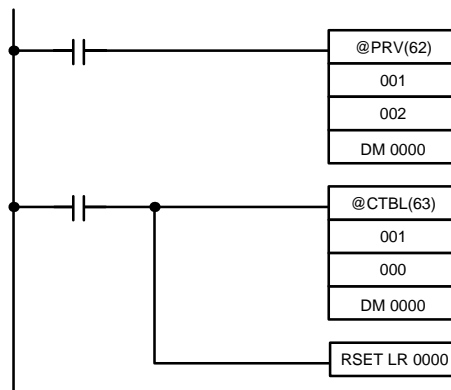 @PRV(62)
001
002
DM 0000
@CTBL(63)
001
000
DM 0000
RSET LR 0000